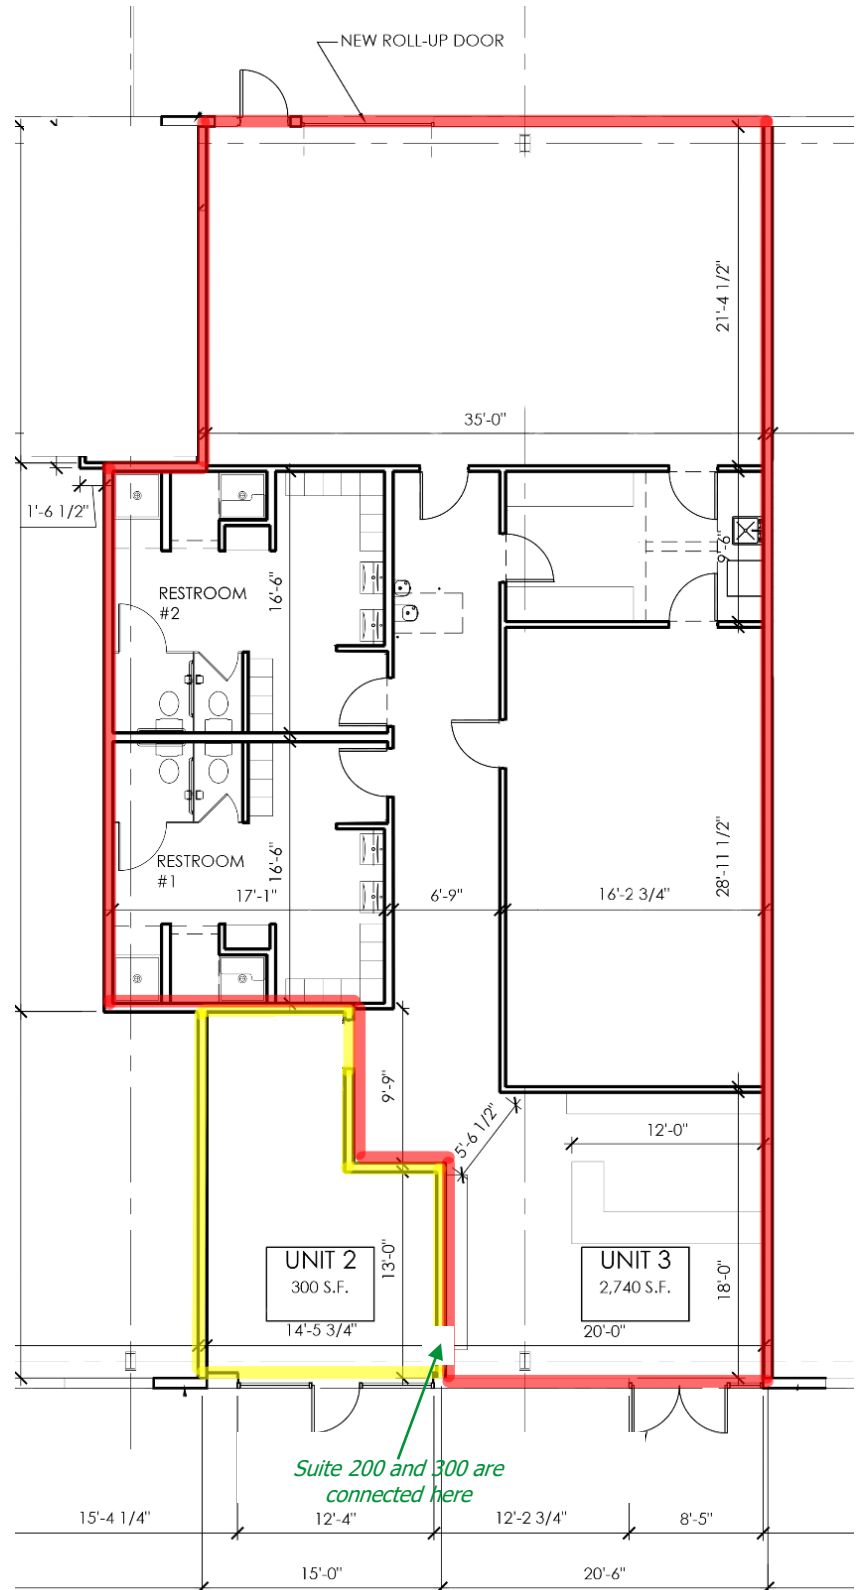 NEW ROLL-UP DOOR
21'-4 1/2"
35'-0"
1'-6 1/2"
9'-6"
RESTROOM
#2
16'-6"
RESTROOM
#1
16'-6"
17'-1"
6'-9"
16'-2 3/4"
28'-11 1/2"
9'-9"
5'-6 1/2"
12'-0"
UNIT 2
300 S.F.
13'-0"
UNIT 3
2,740 S.F.
18'-0"
14'-5 3/4"
20'-0"
Suite 200 and 300 are
connected here
15'-4 1/4"
12'-4"
12'-2 3/4"
8'-5"
15'-0"
20'-6"